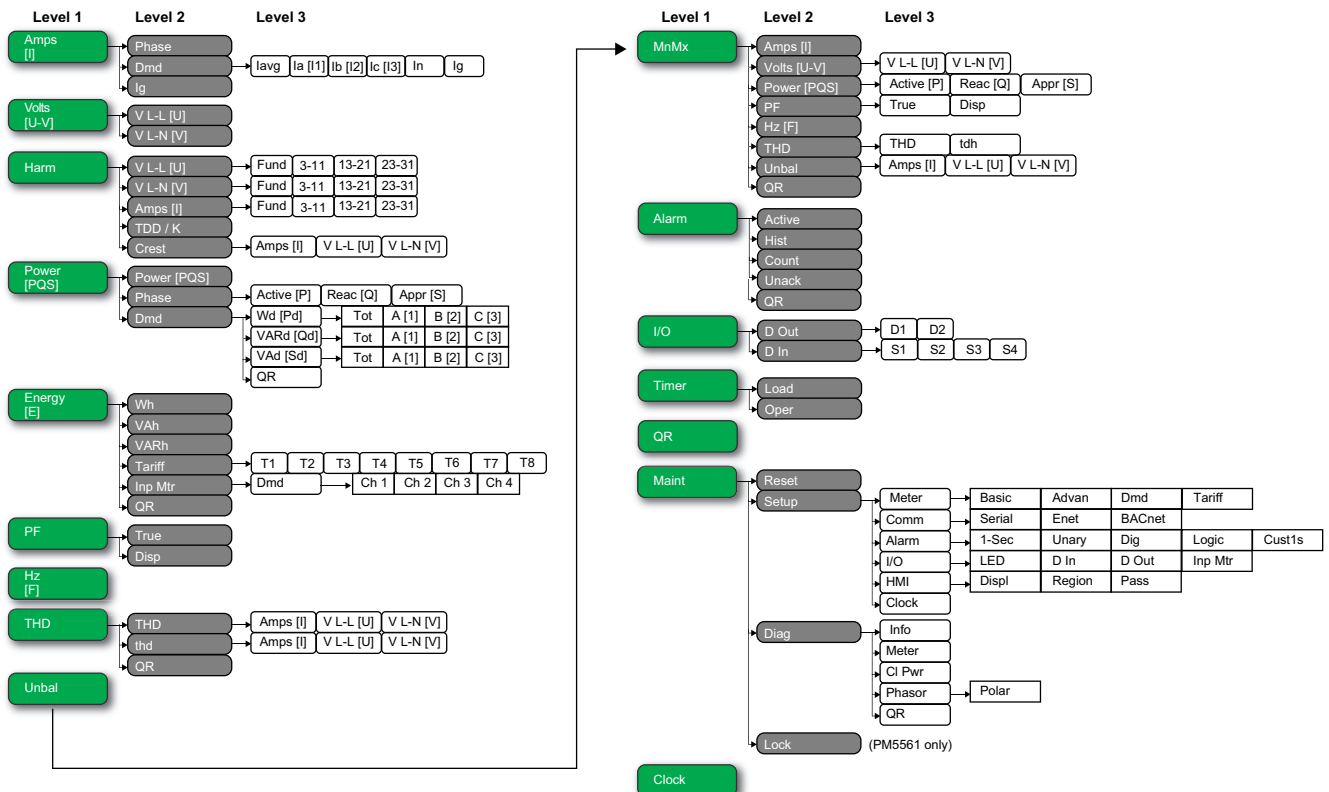 Level 1 Level 2 Level 3
Amps [I]
Phase
Dmd Iavg Ia [I1] Ib [I2] Ic [I3] In Ig
Ig
Volts [U-V]
V L-L [U]
V L-N [V]
Harm
V L-L [U] Fund 3-11 13-21 23-31
V L-N [V] Fund 3-11 13-21 23-31
Amps [I] Fund 3-11 13-21 23-31
TDD / K
Crest Amps [I] V L-L [U] V L-N [V]
Power [PQS]
Power [PQS]
Phase Active [P] Reac [Q] Appr [S]
Dmd Wd [Pd] Tot A [1] B [2] C [3]
VARd [Qd] Tot A [1] B [2] C [3]
VAd [Sd] Tot A [1] B [2] C [3]
QR
Energy [E]
Wh
VAh
VARh
Tariff T1 T2 T3 T4 T5 T6 T7 T8
Inp Mtr Dmd Ch 1 Ch 2 Ch 3 Ch 4
QR
PF
True
Disp
Hz [F]
THD
THD Amps [I] V L-L [U] V L-N [V]
thd Amps [I] V L-L [U] V L-N [V]
QR
Unbal
Level 1 Level 2 Level 3
MnMx
Amps [I]
Volts [U-V] V L-L [U] V L-N [V]
Power [PQS] Active [P] Reac [Q] Appr [S]
PF True Disp
Hz [F]
THD THD tdh
Unbal Amps [I] V L-L [U] V L-N [V]
QR
Alarm
Active
Hist
Count
Unack
QR
I/O
D Out D1 D2
D In S1 S2 S3 S4
Timer
Load
Oper
QR
Maint
Reset
Setup Meter Basic Advan Dmd Tariff
Comm Serial Enet BACnet
Alarm 1-Sec Unary Dig Logic Cust1s
I/O LED D In D Out Inp Mtr
HMI Displ Region Pass
Clock
Diag Info
Meter
Cl Pwr
Phasor Polar
QR
Lock (PM5561 only)
Clock